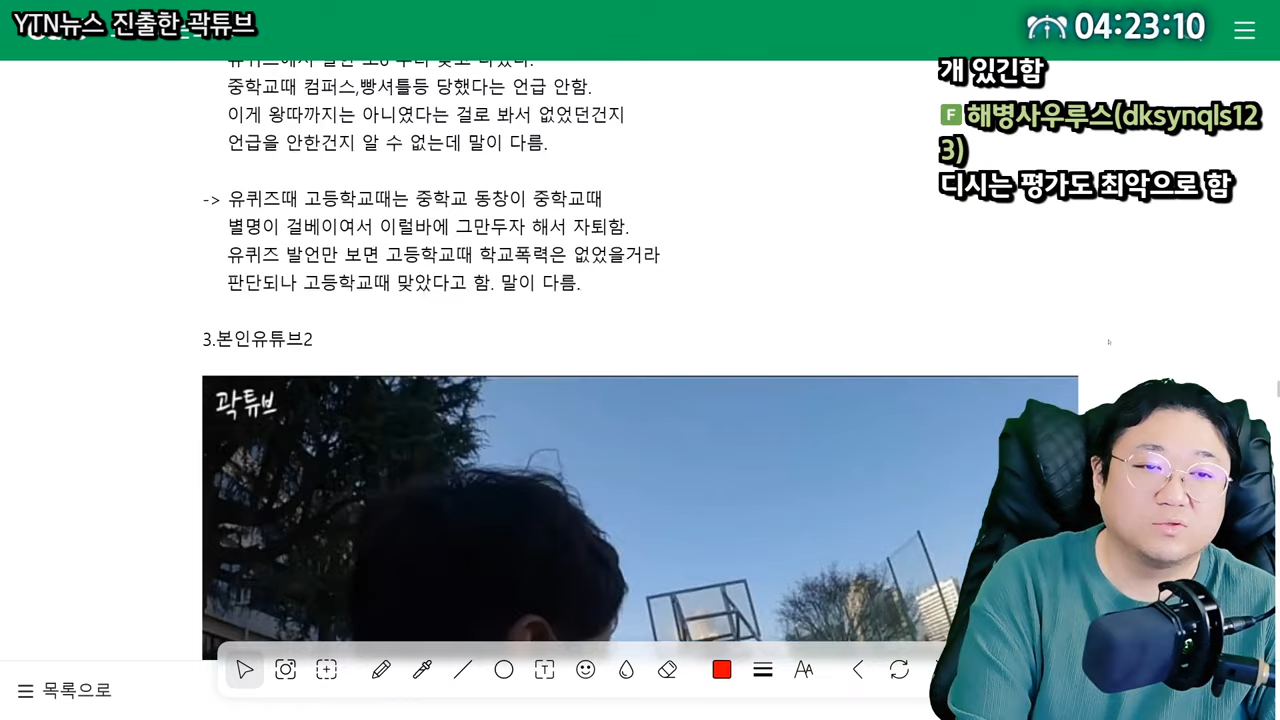 YTN뉴스 진출한 곽튜브
04:23:10
중학교때 컴퍼스,빵셔틀등 당했다는 언급 안함.
이게 왕따까지는 아니였다는 걸로 봐서 없었던건지
언급을 안한건지 알 수 없는데 말이 다름.
-> 유퀴즈때 고등학교때는 중학교 동창이 중학교때
별명이 걸베이여서 이럴바에 그만두자 해서 자퇴함.
유퀴즈 발언만 보면 고등학교때 학교폭력은 없었을거라
판단되나 고등학교때 맞았다고 함. 말이 다름.
3.본인유튜브2
곽튜브
개 있긴함
F 해병사우루스(dksynqls12
3)
디시는 평가도 최악으로 함
목록으로